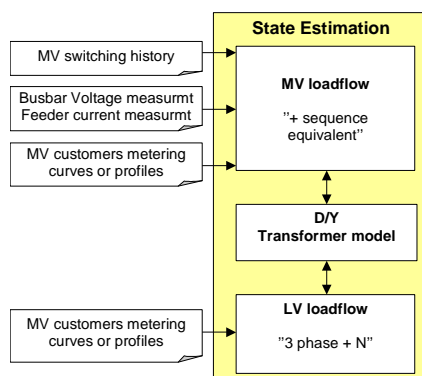 State Estimation
MV switching history
Busbar Voltage measurmt
Feeder current measurmt
MV customers metering
curves or profiles
MV loadflow
"+ sequence
equivalent"
D/Y
Transformer model
MV customers metering
curves or profiles
LV loadflow
"3 phase + N"